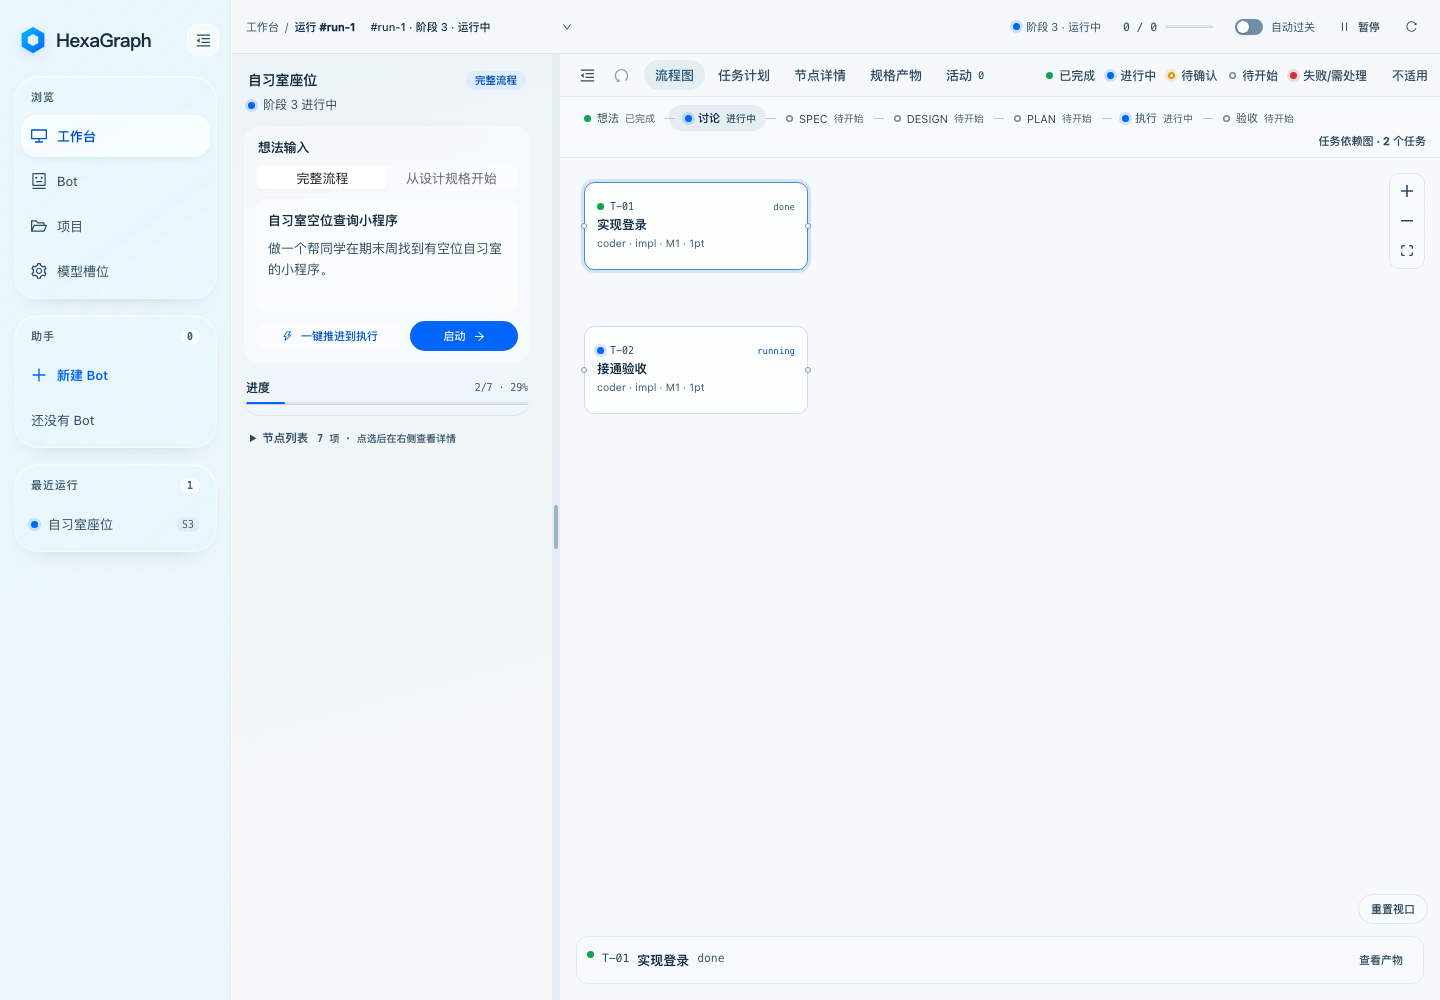 HexaGraph
浏览
工作台
Bot
项目
模型槽位
助手 0
新建 Bot
还没有 Bot
最近运行 1
自习室座位 S3
工作台 / 运行 #run-1 #run-1 · 阶段 3 · 运行中
阶段 3 · 运行中 0 / 0 自动过关 暂停
自习室座位 完整流程
阶段 3 进行中
想法输入
完整流程 从设计规格开始
自习室空位查询小程序
做一个帮同学在期末周找到有空位自习室
的小程序。
一键推进到执行 启动
进度 2/7 · 29%
节点列表 7 项 · 点选后在右侧查看详情
流程图 任务计划 节点详情 规格产物 活动 0
已完成 进行中 待确认 待开始 失败/需处理 不适用
想法 已完成 讨论 进行中 SPEC 待开始 DESIGN 待开始 PLAN 待开始 执行 进行中 验收 待开始
任务依赖图 · 2 个任务
T-01 done
实现登录
coder · impl · M1 · 1pt
T-02 running
接通验收
coder · impl · M1 · 1pt
重置视口
T-01 实现登录 done 查看产物